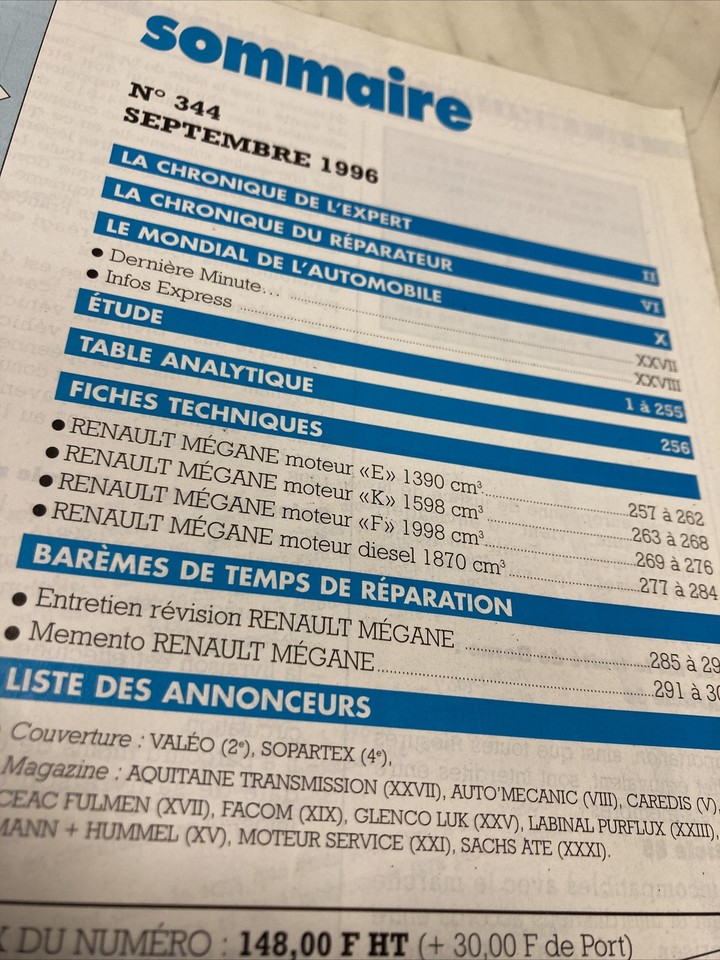 sommaire
N° 344
SEPTEMBRE 1996
LA CHRONIQUE DE L'EXPERT II
LA CHRONIQUE DU RÉPARATEUR VI
LE MONDIAL DE L'AUTOMOBILE X
● Dernière Minute... XXVII
● Infos Express XXVIII
ÉTUDE 1 à 255
TABLE ANALYTIQUE 256
FICHES TECHNIQUES
● RENAULT MÉGANE moteur «E» 1390 cm³ 257 à 262
● RENAULT MÉGANE moteur «K» 1598 cm³ 263 à 268
● RENAULT MÉGANE moteur «F» 1998 cm³ 269 à 276
● RENAULT MÉGANE moteur diesel 1870 cm³ 277 à 284
BARÈMES DE TEMPS DE RÉPARATION
● Entretien révision RENAULT MÉGANE 285 à 29
● Memento RENAULT MÉGANE 291 à 30
LISTE DES ANNONCEURS
Couverture : VALÉO (2e), SOPARTEX (4e),
Magazine : AQUITAINE TRANSMISSION (XXVII), AUTO'MECANIC (VIII), CAREDIS (V),
CEAC FULMEN (XVII), FACOM (XIX), GLENCO LUK (XXV), LABINAL PURFLUX (XXIII),
MANN + HUMMEL (XV), MOTEUR SERVICE (XXI), SACHS ATE (XXXI).
X DU NUMÉRO : 148,00 F HT (+ 30,00 F de Port)